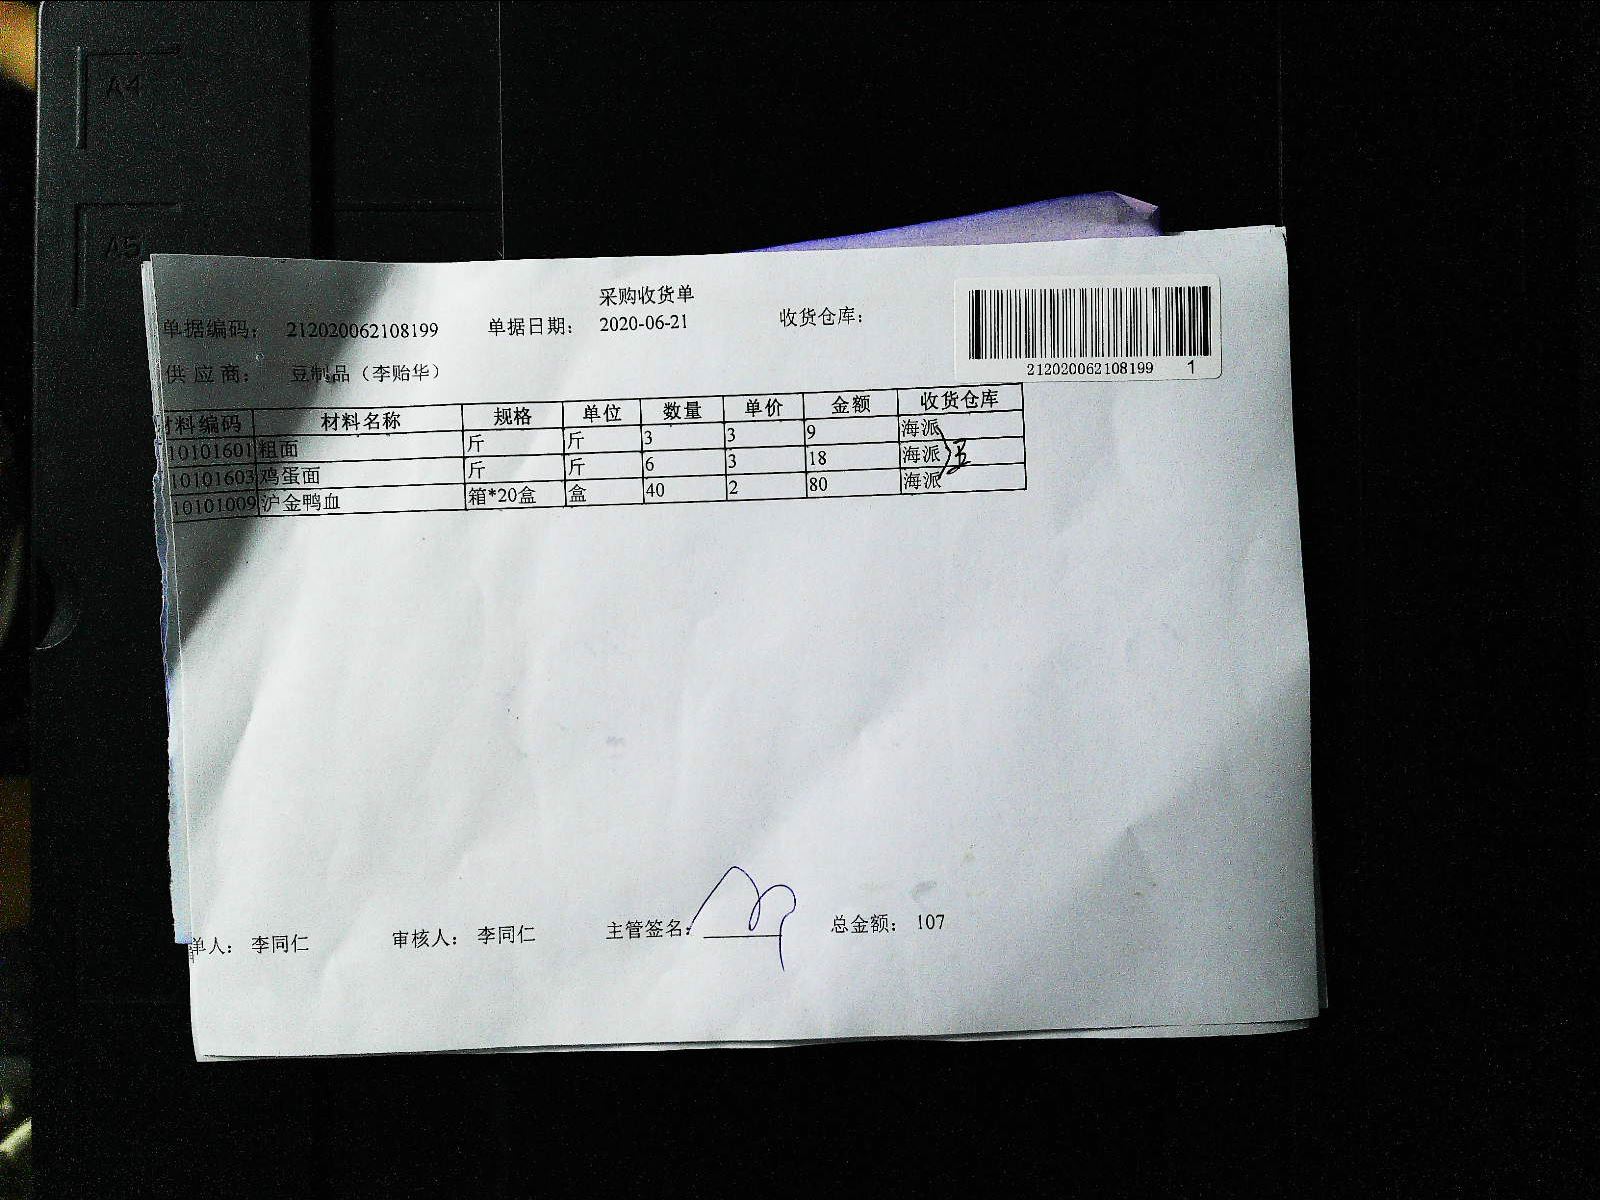 A4
A5
采购收货单
单据编码： 212020062108199 单据日期： 2020-06-21 收货仓库：
212020062108199 1
供应商： 豆制品（李贻华）
材料编码 材料名称 规格 单位 数量 单价 金额 收货仓库
10101601 粗面 斤 斤 3 3 9 海派
10101603 鸡蛋面 斤 斤 6 3 18 海派
10101009 沪金鸭血 箱*20盒 盒 40 2 80 海派
单人： 李同仁 审核人： 李同仁 主管签名： 总金额： 107